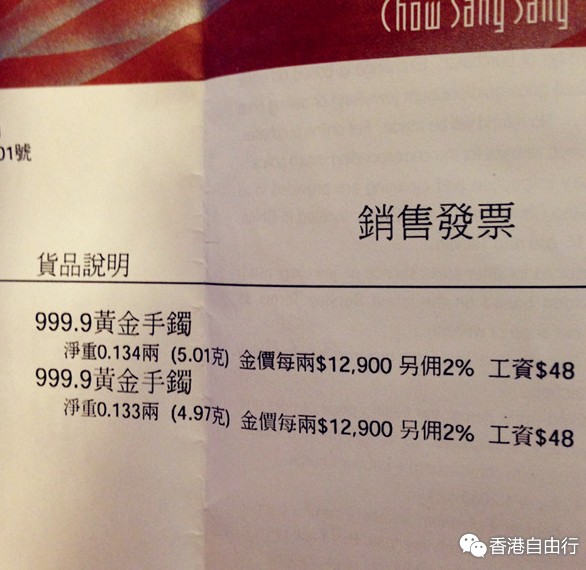 Chow Sang Sang
01號
銷售發票
貨品說明
999.9黃金手鐲
淨重0.134兩 (5.01克) 金價每兩$12,900 另佣2% 工資$48
999.9黃金手鐲
淨重0.133兩 (4.97克) 金價每兩$12,900 另佣2% 工資$48
香港自由行